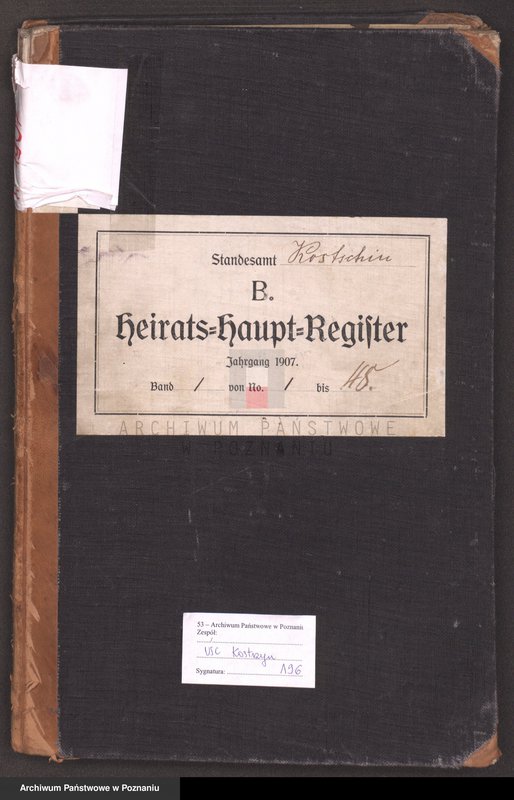 Standesamt Kostschin
B.
Heirats=Haupt=Register
Jahrgang 1907.
Band 1 von No. 1 bis 45.
ARCHIWUM PAŃSTWOWE
W POZNANIU
53 – Archiwum Państwowe w Poznaniu
Zespół:
USC Kostrzyn
Sygnatura: 196
Archiwum Państwowe w Poznaniu